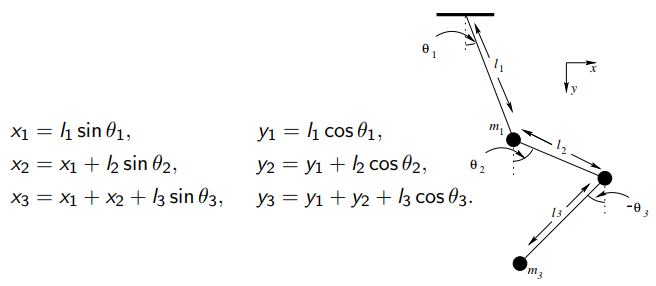 x₁ = l₁ sin θ₁, y₁ = l₁ cos θ₁,
x₂ = x₁ + l₂ sin θ₂, y₂ = y₁ + l₂ cos θ₂,
x₃ = x₁ + x₂ + l₃ sin θ₃, y₃ = y₁ + y₂ + l₃ cos θ₃.
θ₁
l₁
x
y
m₁
l₂
θ₂
l₃
-θ₃
m₃